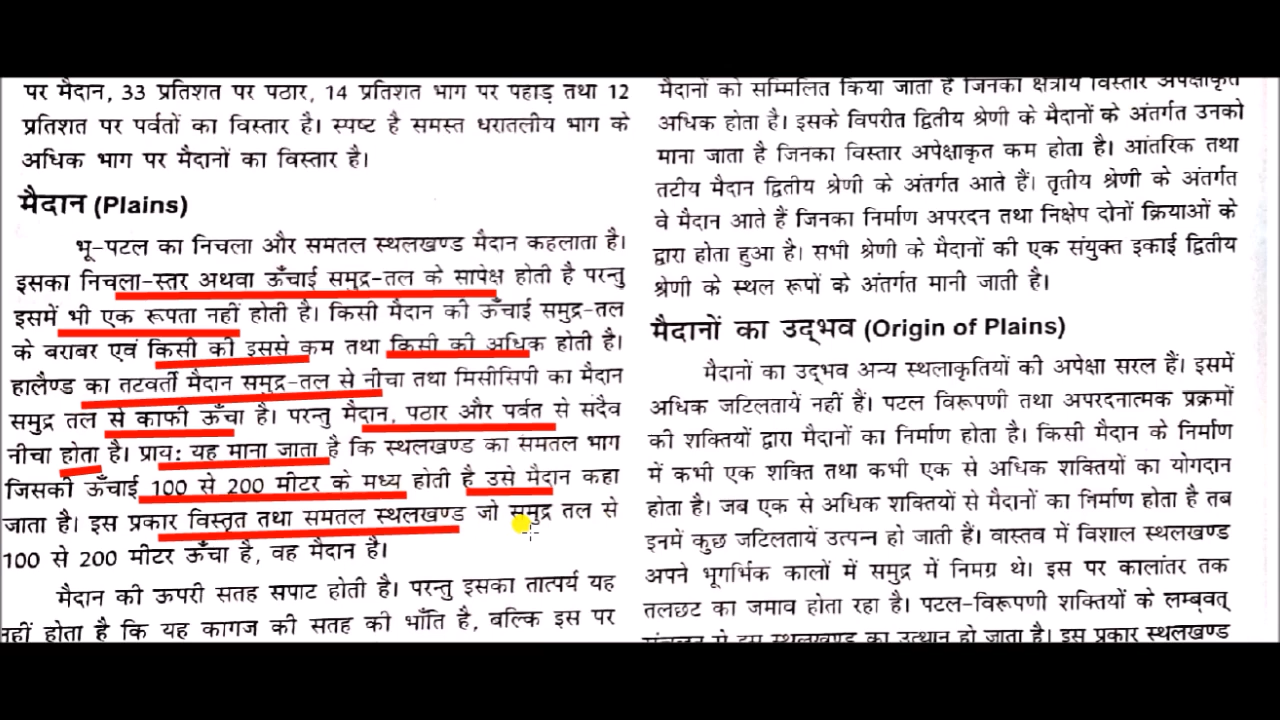 पर मैदान, 33 प्रतिशत पर पठार, 14 प्रतिशत भाग पर पहाड़ तथा 12
प्रतिशत पर पर्वतों का विस्तार है। स्पष्ट है समस्त धरातलीय भाग के
अधिक भाग पर मैदानों का विस्तार है।
मैदान (Plains)
भू-पटल का निचला और समतल स्थलखण्ड मैदान कहलाता है।
इसका निचला-स्तर अथवा ऊँचाई समुद्र-तल के सापेक्ष होती है परन्तु
इसमें भी एक रूपता नहीं होती है। किसी मैदान की ऊँचाई समुद्र-तल
के बराबर एवं किसी की इससे कम तथा किसी की अधिक होती है।
हालैण्ड का तटवर्ती मैदान समुद्र-तल से नीचा तथा मिसीसिपी का मैदान
समुद्र तल से काफी ऊँचा है। परन्तु मैदान, पठार और पर्वत से संदैव
नीचा होता है। प्राय: यह माना जाता है कि स्थलखण्ड का समतल भाग
जिसकी ऊँचाई 100 से 200 मीटर के मध्य होती है उसे मैदान कहा
जाता है। इस प्रकार विस्तृत तथा समतल स्थलखण्ड जो समुद्र तल से
100 से 200 मीटर ऊँचा है, वह मैदान है।
मैदान की ऊपरी सतह सपाट होती है। परन्तु इसका तात्पर्य यह
नहीं होता है कि यह कागज की सतह की भाँति है, बल्कि इस पर
मैदानों को सम्मिलित किया जाता है जिनका क्षेत्रीय विस्तार अपेक्षाकृत
अधिक होता है। इसके विपरीत द्वितीय श्रेणी के मैदानों के अंतर्गत उनको
माना जाता है जिनका विस्तार अपेक्षाकृत कम होता है। आंतरिक तथा
तटीय मैदान द्वितीय श्रेणी के अंतर्गत आते हैं। तृतीय श्रेणी के अंतर्गत
वे मैदान आते हैं जिनका निर्माण अपरदन तथा निक्षेप दोनों क्रियाओं के
द्वारा होता हुआ है। सभी श्रेणी के मैदानों की एक संयुक्त इकाई द्वितीय
श्रेणी के स्थल रूपों के अंतर्गत मानी जाती है।
मैदानों का उद्‌भव (Origin of Plains)
मैदानों का उद्‌भव अन्य स्थलाकृतियों की अपेक्षा सरल हैं। इसमें
अधिक जटिलतायें नहीं हैं। पटल विरूपणी तथा अपरदनात्मक प्रक्रमों
की शक्तियों द्वारा मैदानों का निर्माण होता है। किसी मैदान के निर्माण
में कभी एक शक्ति तथा कभी एक से अधिक शक्तियों का योगदान
होता है। जब एक से अधिक शक्तियों से मैदानों का निर्माण होता है तब
इनमें कुछ जटिलतायें उत्पन्न हो जाती हैं। वास्तव में विशाल स्थलखण्ड
अपने भूगर्भिक कालों में समुद्र में निमग्र थे। इस पर कालांतर तक
तलछट का जमाव होता रहा है। पटल-विरूपणी शक्तियों के लम्बवत्
संचलन से इस स्थलखण्ड का उत्थान हो जाता है। इस प्रकार स्थलखण्ड